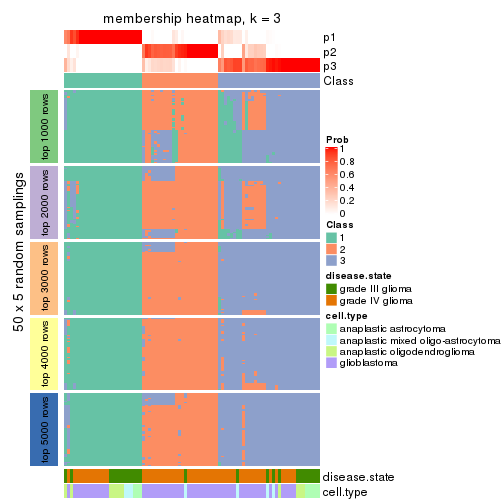 membership heatmap, k = 3
p1
p2
p3
Class
50 x 5 random samplings
top 1000 rows
top 2000 rows
top 3000 rows
top 4000 rows
top 5000 rows
disease.state
cell.type
Prob
1
0.8
0.6
0.4
0.2
0
Class
1
2
3
disease.state
grade III glioma
grade IV glioma
cell.type
anaplastic astrocytoma
anaplastic mixed oligo-astrocytoma
anaplastic oligodendroglioma
glioblastoma